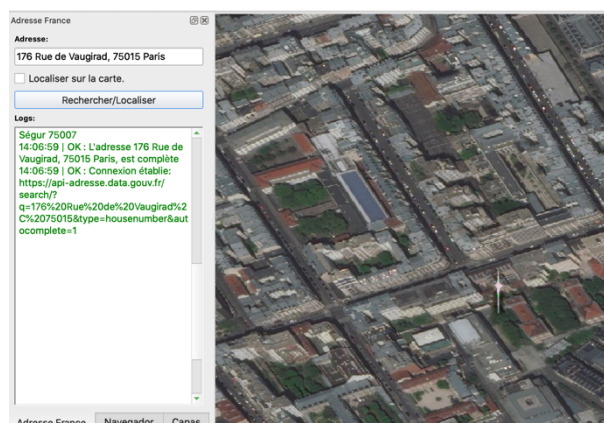 Adresse France
Adresse:
176 Rue de Vaugirad, 75015 Paris
Localiser sur la carte.
Rechercher/Localiser
Logs:
Ségur 75007
14:06:59 | OK : L'adresse 176 Rue de
Vaugirad, 75015 Paris, est complète
14:06:59 | OK : Connexion établie:
https://api-adresse.data.gouv.fr/
search/?
q=176%20Rue%20de%20Vaugirad%2
C%2075015&type=housenumber&aut
ocomplete=1
Adresse France Navegador Capas